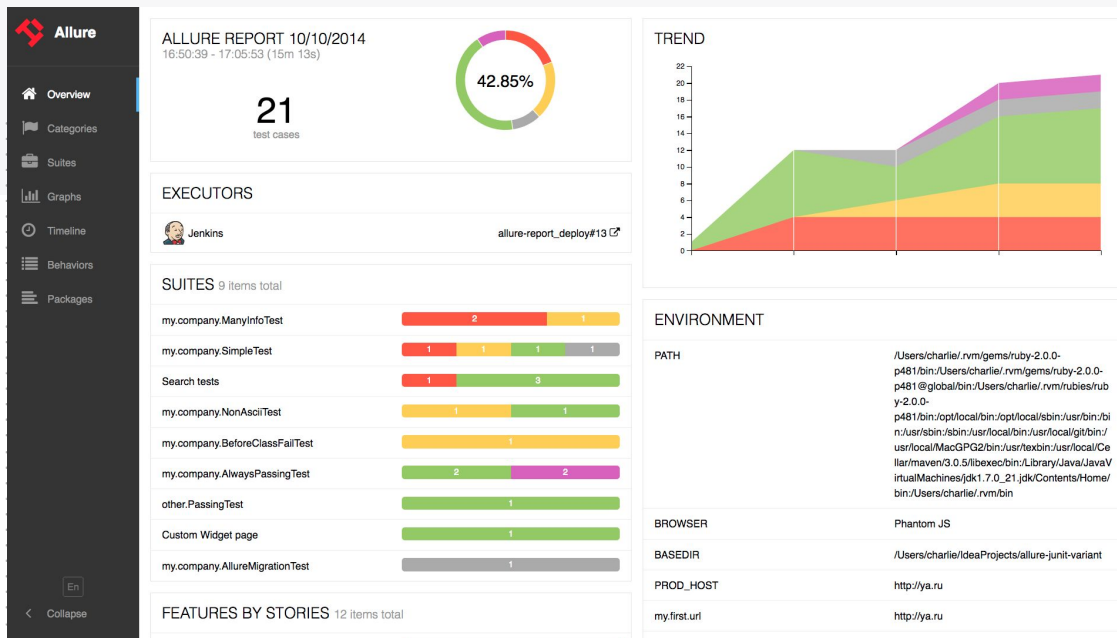 Allure
Overview
Categories
Suites
Graphs
Timeline
Behaviors
Packages
En
Collapse
ALLURE REPORT 10/10/2014
16:50:39 - 17:05:53 (15m 13s)
21
test cases
42.85%
EXECUTORS
Jenkins
allure-report_deploy#13
SUITES 9 items total
my.company.ManyInfoTest 2 1
my.company.SimpleTest 1 1 1 1
Search tests 1 3
my.company.NonAsciiTest 1 1
my.company.BeforeClassFailTest 1
my.company.AlwaysPassingTest 2 2
other.PassingTest 1
Custom Widget page 1
my.company.AllureMigrationTest 1
FEATURES BY STORIES 12 items total
TREND
22
20
18
16
14
12
10
8
6
4
2
0
ENVIRONMENT
PATH
/Users/charlie/.rvm/gems/ruby-2.0.0-
p481/bin:/Users/charlie/.rvm/gems/ruby-2.0.0-
p481@global/bin:/Users/charlie/.rvm/rubies/rub
y-2.0.0-
p481/bin:/opt/local/bin:/opt/local/sbin:/usr/bin:/bi
n:/usr/sbin:/sbin:/usr/local/bin:/usr/local/git/bin:/
usr/local/MacGPG2/bin:/usr/texbin:/usr/local/Ce
llar/maven/3.0.5/libexec/bin:/Library/Java/JavaV
irtualMachines/jdk1.7.0_21.jdk/Contents/Home/
bin:/Users/charlie/.rvm/bin
BROWSER Phantom JS
BASEDIR /Users/charlie/IdeaProjects/allure-junit-variant
PROD_HOST http://ya.ru
my.first.url http://ya.ru